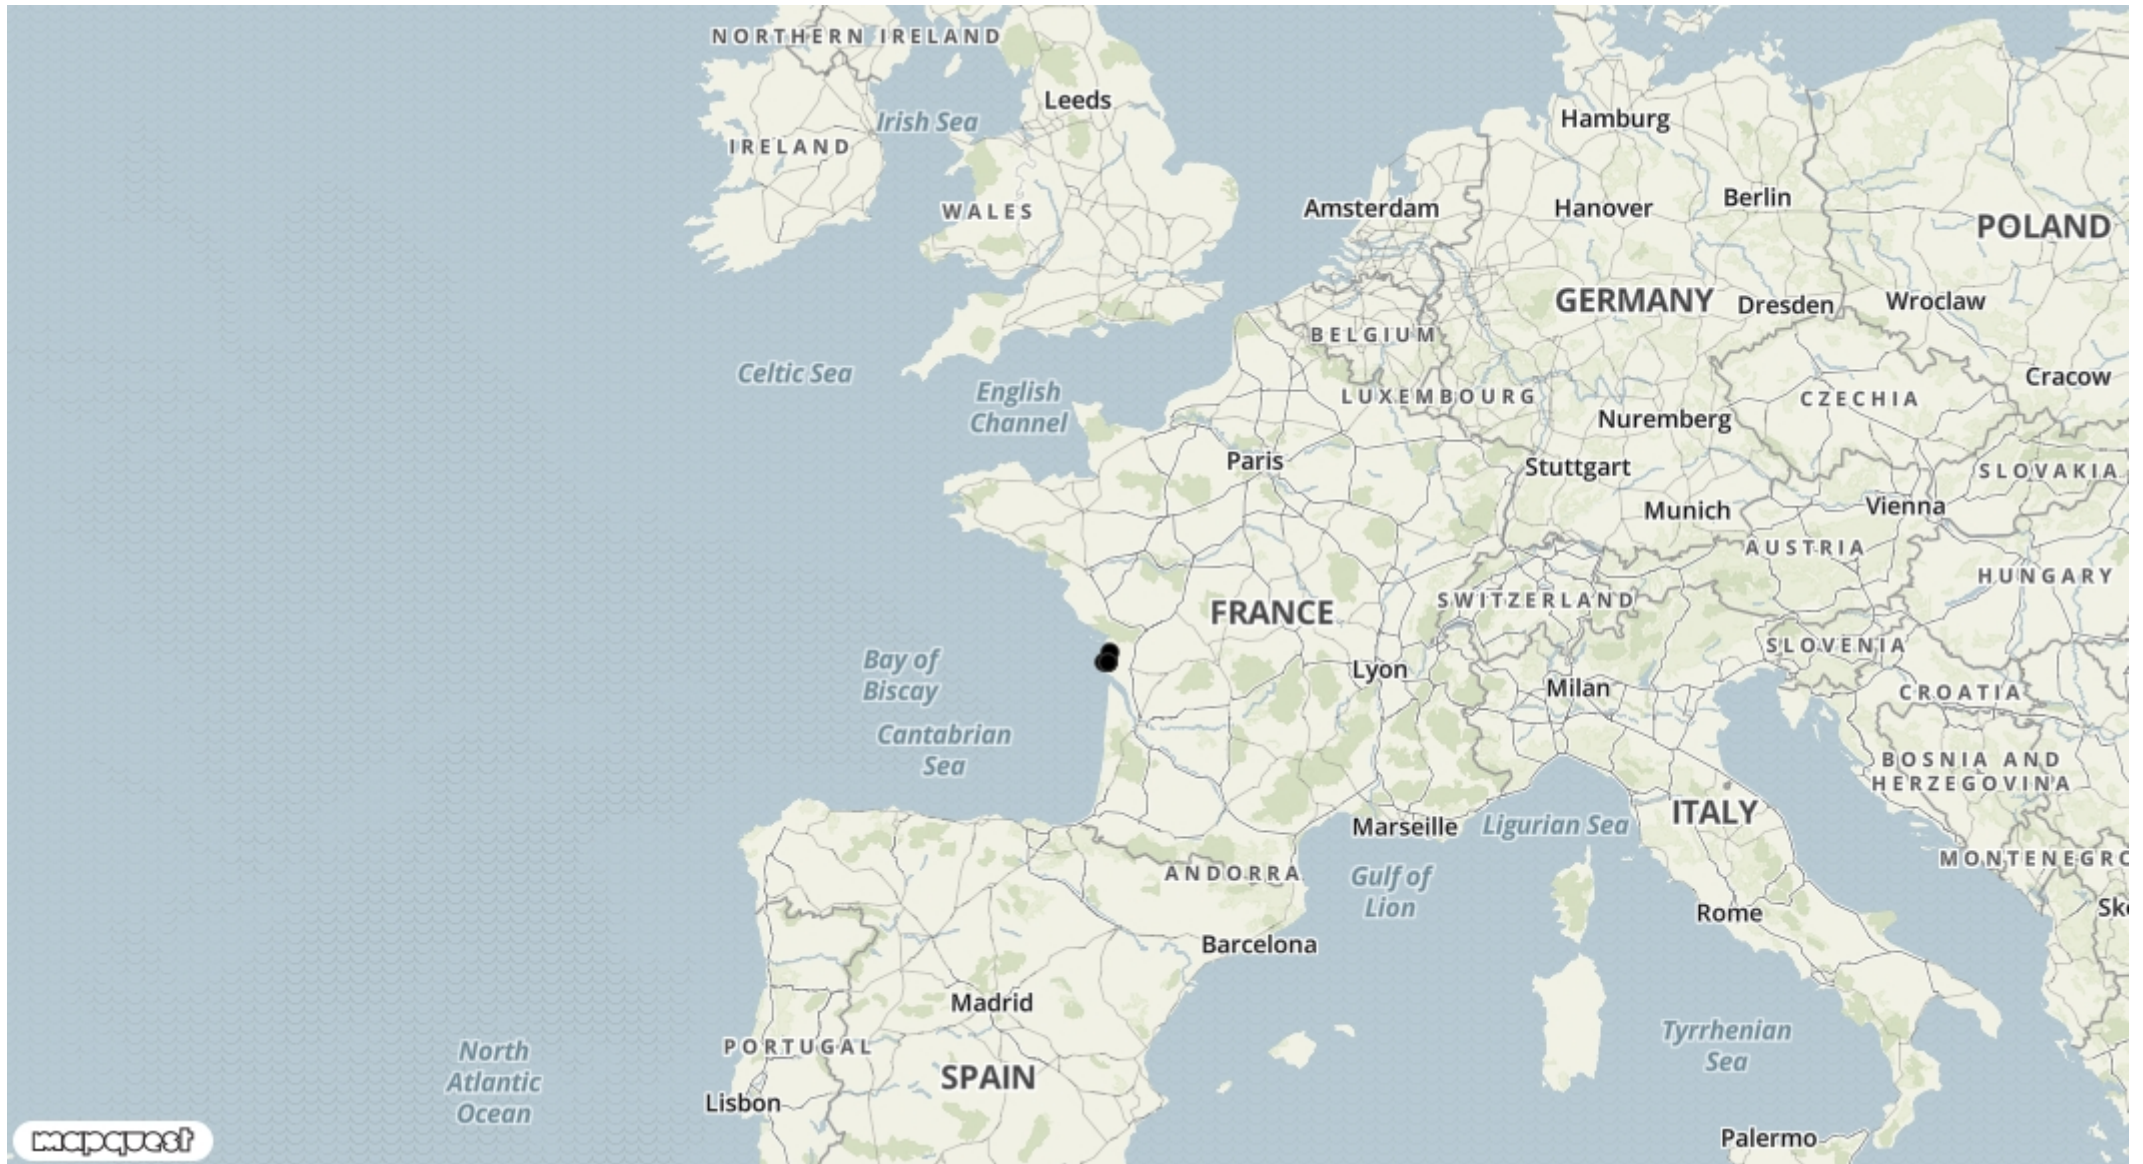 NORTHERN IRELAND
Leeds
Irish Sea
IRELAND
Hamburg
WALES
Amsterdam
Hanover
Berlin
POLAND
GERMANY
Dresden
Wroclaw
BELGIUM
Celtic Sea
English
Channel
LUXEMBOURG
Cracow
CZECHIA
Nuremberg
Paris
Stuttgart
SLOVAKIA
Munich
Vienna
AUSTRIA
HUNGARY
SWITZERLAND
FRANCE
SLOVENIA
Bay of
Biscay
Lyon
Milan
CROATIA
Cantabrian
Sea
BOSNIA AND
HERZEGOVINA
ITALY
Marseille
Ligurian Sea
MONTENEGRO
ANDORRA
Gulf of
Lion
Rome
Sk
Barcelona
Madrid
Tyrrhenian
Sea
PORTUGAL
North
Atlantic
Ocean
SPAIN
Lisbon
Palermo
mapquest